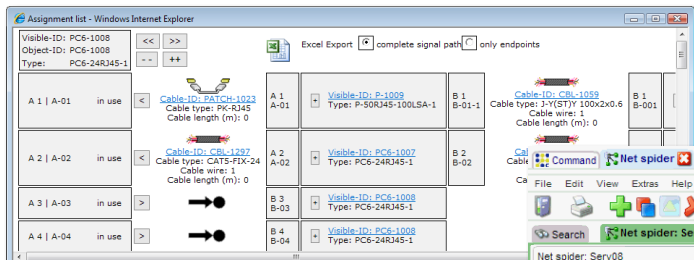 Assignment list - Windows Internet Explorer
Visible-ID: PC6-1008
Object-ID: PC6-1008
Type: PC6-24RJ45-1
<< >>
-- ++
Excel Export complete signal path only endpoints
A 1 | A-01 in use <
Cable-ID: PATCH-1023
Cable type: PK-RJ45
Cable length (m): 0
A 1
A-01
+ Visible-ID: P-1009
Type: P-50RJ45-100LSA-1
B 1
B-01-1
Cable-ID: CBL-1059
Cable type: J-Y(ST)Y 100x2x0.6
Cable wire: 1
Cable length (m): 0
B 1
B-001
A 2 | A-02 in use <
Cable-ID: CBL-1297
Cable type: CAT5-FIX-24
Cable wire: 1
Cable length (m): 0
A 2
A-02
+ Visible-ID: PC6-1007
Type: PC6-24RJ45-1
B 2
B-02
A 3 | A-03 in use >
B 3
B-03
+ Visible-ID: PC6-1008
Type: PC6-24RJ45-1
A 4 | A-04 in use >
B 4
B-04
+ Visible-ID: PC6-1008
Type: PC6-24RJ45-1
Command Net spider
File Edit View Extras Help
Search Net spider: Se
Net spider: Serv08